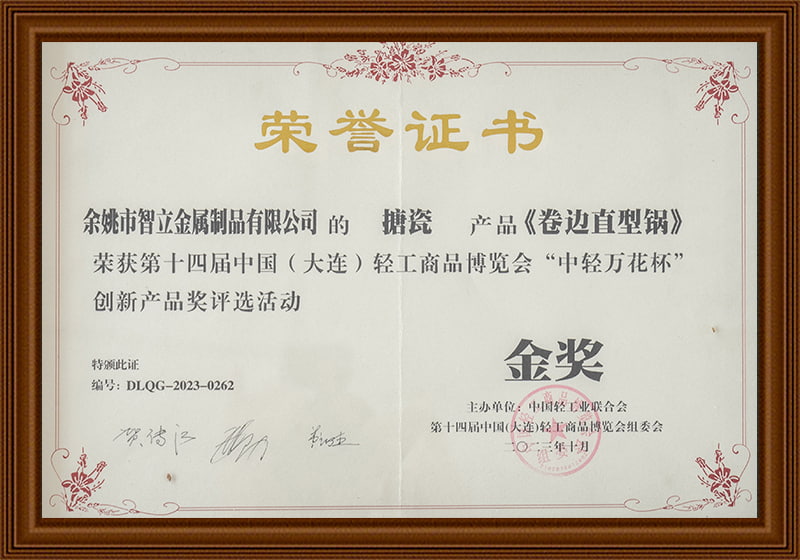 荣誉证书
余姚市智立金属制品有限公司 的 搪瓷 产品《卷边直型锅》
荣获第十四届中国（大连）轻工商品博览会“中轻万花杯”
创新产品奖评选活动
金奖
特颁此证
编号：DLQG-2023-0262
主办单位：中国轻工业联合会
第十四届中国(大连)轻工商品博览会组委会
二〇二三年十月
贺传江